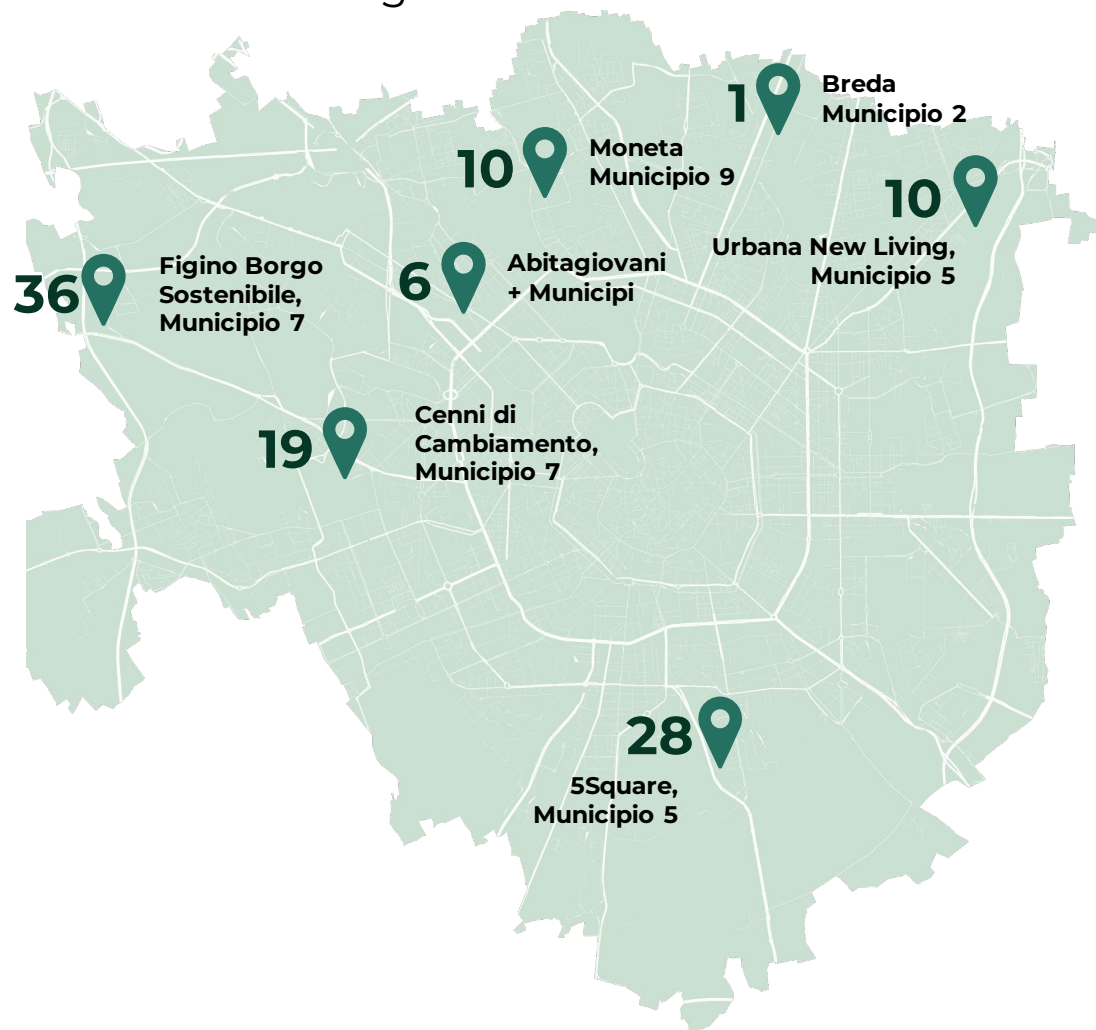 1
Breda
Municipio 2
10
Moneta
Municipio 9
10
Urbana New Living,
Municipio 5
36
Figino Borgo
Sostenibile,
Municipio 7
6
Abitagiovani
+ Municipi
19
Cenni di
Cambiamento,
Municipio 7
28
5Square,
Municipio 5